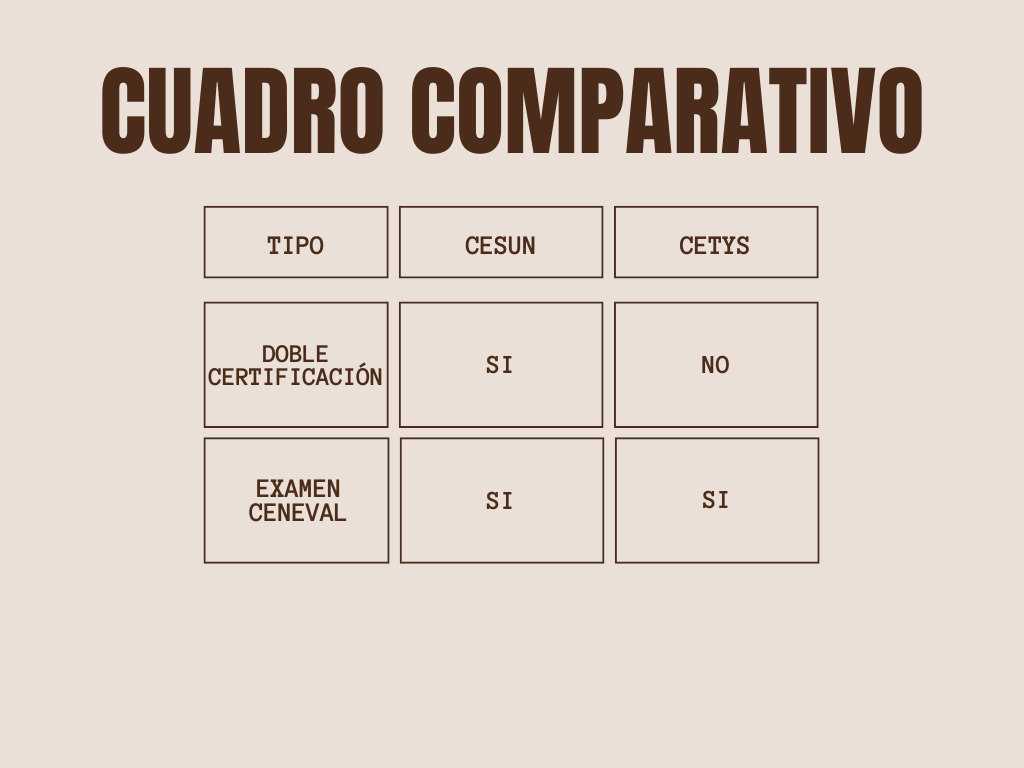 CUADRO COMPARATIVO
TIPO
CESUN
CETYS
DOBLE
CERTIFICACIÓN
SI
NO
EXAMEN
CENEVAL
SI
SI